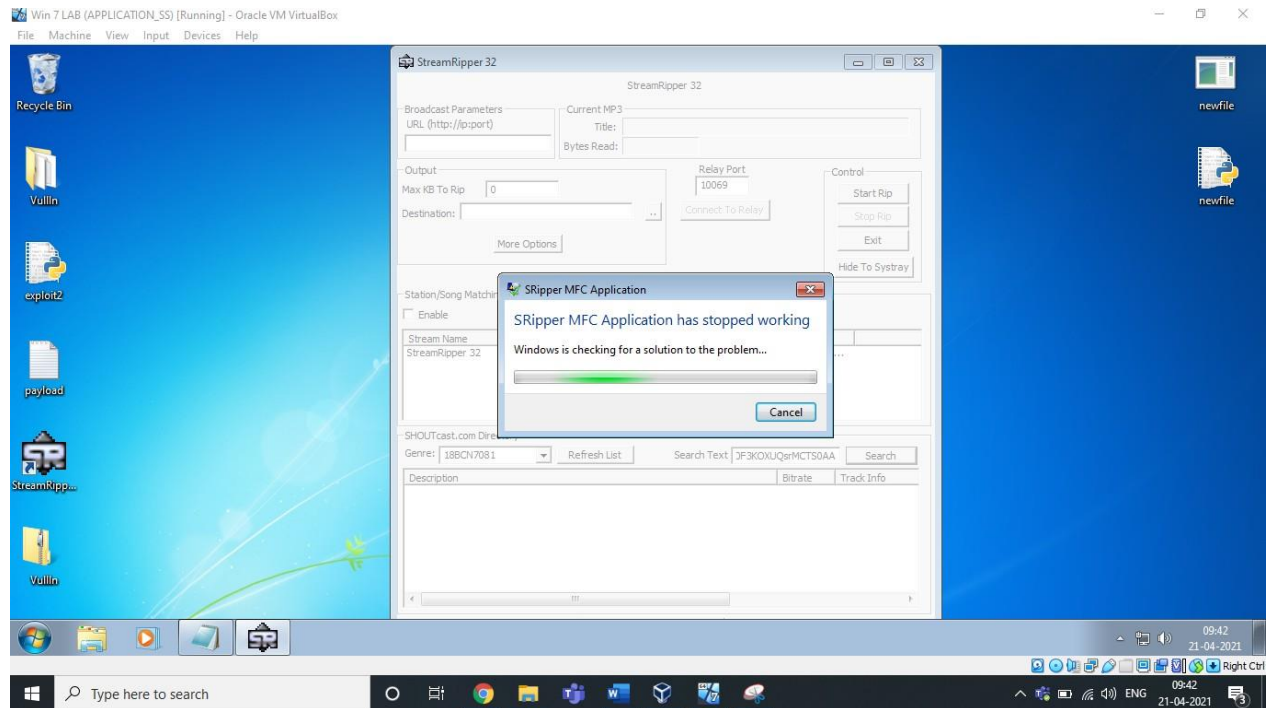 Win 7 LAB (APPLICATION_SS) [Running] - Oracle VM VirtualBox
File Machine View Input Devices Help
Recycle Bin
Vullln
exploit2
payload
StreamRipp...
Vullln
newfile
newfile
StreamRipper 32
StreamRipper 32
Broadcast Parameters
URL (http://ip:port)
Current MP3
Title:
Bytes Read:
Output
Max KB To Rip 0
Destination: ..
More Options
Relay Port
10069
Connect To Relay
Control
Start Rip
Stop Rip
Exit
Hide To Systray
Station/Song Matchin
Enable
Stream Name
StreamRipper 32
...
SRipper MFC Application
SRipper MFC Application has stopped working
Windows is checking for a solution to the problem...
Cancel
SHOUTcast.com
Genre: 18BCN7081 Refresh List Search Text JF3KOXUQsrMCTS0AA Search
Description Bitrate Track Info
09:42
21-04-2021
Right Ctrl
Type here to search
ENG
09:42
21-04-2021
3